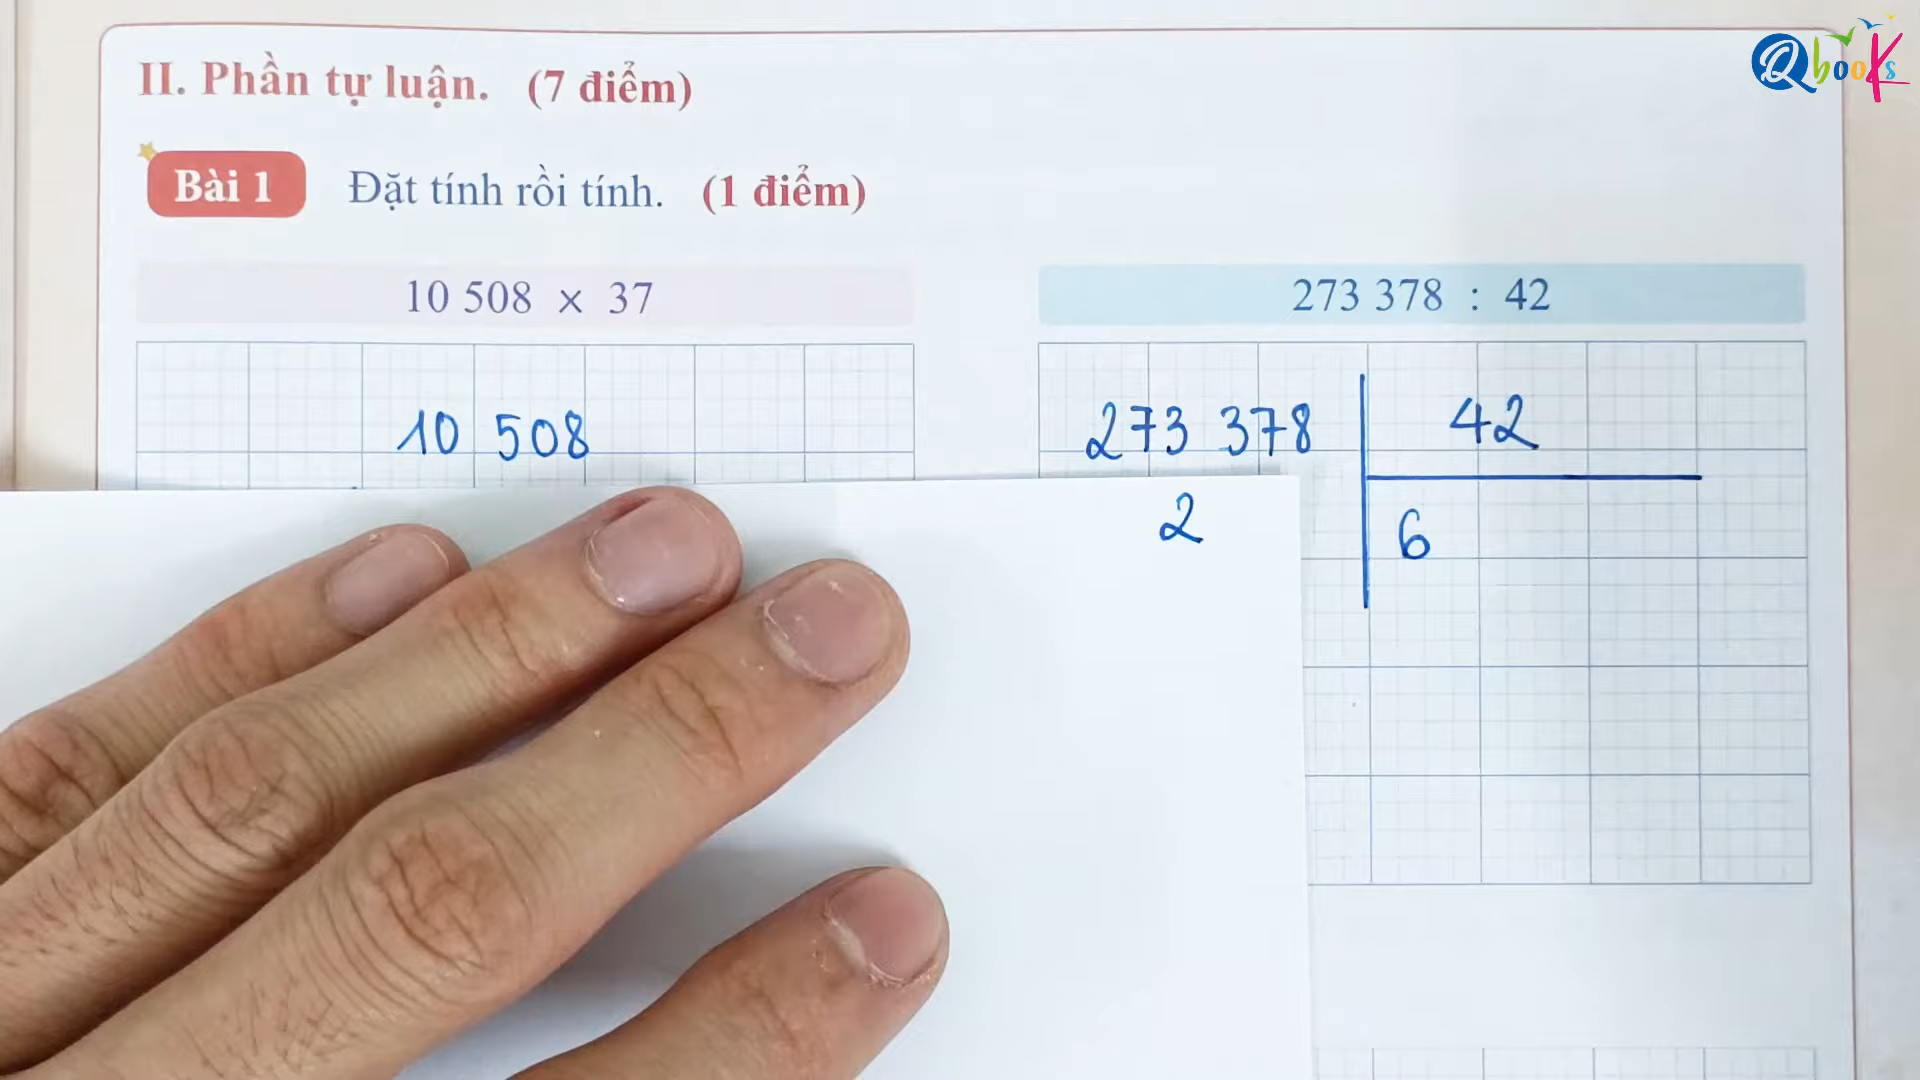 Qbooks
II. Phần tự luận. (7 điểm)
Bài 1 Đặt tính rồi tính. (1 điểm)
10 508 × 37
273 378 : 42
10 508
273 378 42
2 6